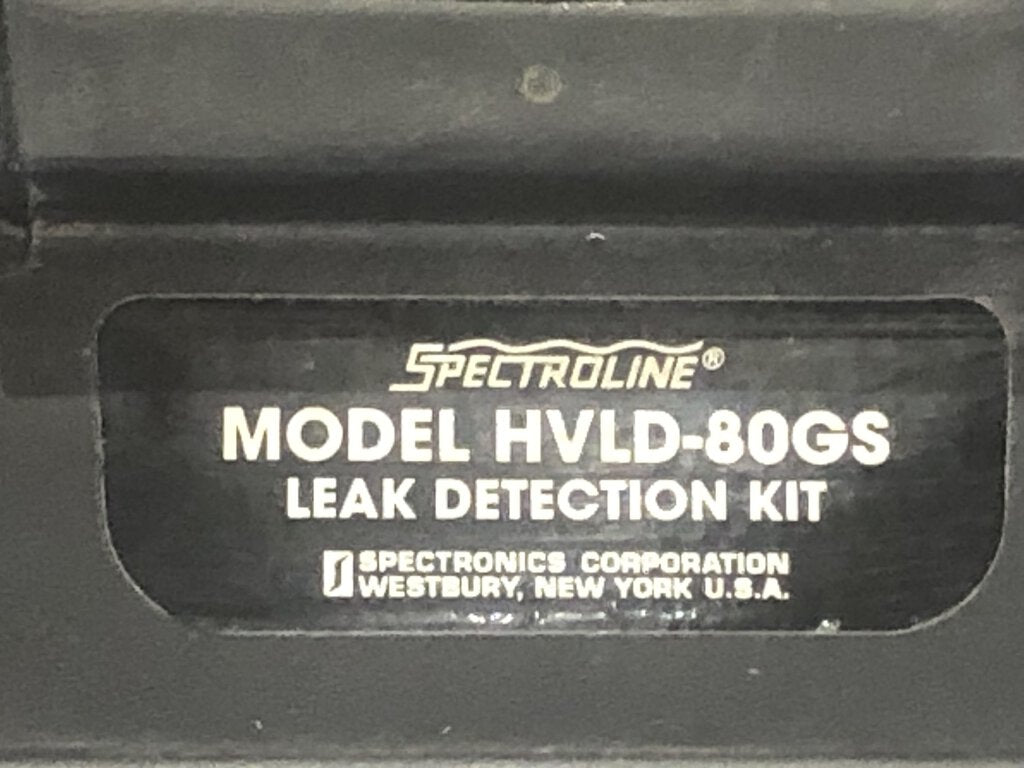 SPECTROLINE®
MODEL HVLD-80GS
LEAK DETECTION KIT
SPECTRONICS CORPORATION
WESTBURY, NEW YORK U.S.A.